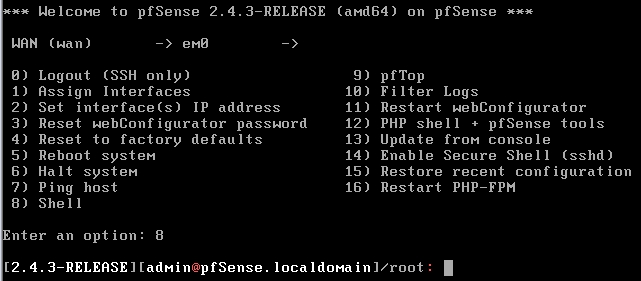 *** Welcome to pfSense 2.4.3-RELEASE (amd64) on pfSense ***
WAN (wan)       -> em0        ->
0) Logout (SSH only)                  9) pfTop
1) Assign Interfaces                 10) Filter Logs
2) Set interface(s) IP address       11) Restart webConfigurator
3) Reset webConfigurator password    12) PHP shell + pfSense tools
4) Reset to factory defaults         13) Update from console
5) Reboot system                     14) Enable Secure Shell (sshd)
6) Halt system                       15) Restore recent configuration
7) Ping host                         16) Restart PHP-FPM
8) Shell
Enter an option: 8
[2.4.3-RELEASE][admin@pfSense.localdomain]/root: